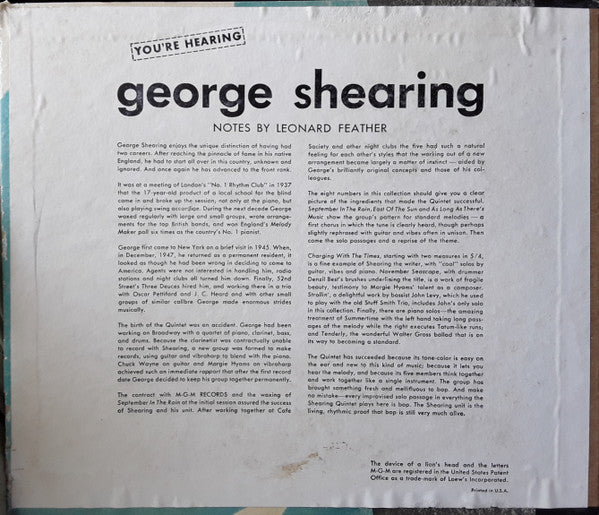 YOU'RE HEARING
george shearing
NOTES BY LEONARD FEATHER
George Shearing enjoys the unique distinction of having had
two careers. After reaching the pinnacle of fame in his native
England, he had to start all over in this country, unknown and
ignored. And once again he has advanced to the front rank.
It was at a meeting of London's "No. 1 Rhythm Club" in 1937
that the 17-year-old product of a local school for the blind
came in and broke up the session, not only at the piano, but
also playing swing accordion. During the next decade George
waxed regularly with large and small groups, wrote arrange-
ments for the top British bands, and won England's Melody
Maker poll six times as the country's No. 1 pianist.
George first came to New York on a brief visit in 1945. When,
in December, 1947, he returned as a permanent resident, it
looked as though he had been wrong in deciding to come to
America. Agents were not interested in handling him, radio
stations and night clubs all turned him down. Finally, 52nd
Street's Three Deuces hired him, and working there in a trio
with Oscar Pettiford and J. C. Heard and with other small
groups of similar calibre George made enormous strides
musically.
The birth of the Quintet was an accident. George had been
working on Broadway with a quartet of piano, clarinet, bass,
and drums. Because the clarinetist was contractually unable
to record with Shearing, a new group was formed to make
records, using guitar and vibraharp to blend with the piano.
Chuck Wayne on guitar and Margie Hyams on vibraharp
achieved such an immediate rapport that after the first record
date George decided to keep his group together permanently.
The contract with M-G-M RECORDS and the waxing of
September In The Rain at the initial session assured the success
of Shearing and his unit. After working together at Cafe
Society and other night clubs the five had such a natural
feeling for each other's styles that the working out of a new
arrangement became largely a matter of instinct — aided by
George's brilliantly original concepts and those of his col-
leagues.
The eight numbers in this collection should give you a clear
picture of the ingredients that made the Quintet successful.
September In The Rain, East Of The Sun and As Long As There's
Music show the group's pattern for standard melodies — a
first chorus in which the tune is clearly heard, though perhaps
slightly rephrased with guitar and vibes often in unison. Then
come the solo passages and a reprise of the theme.
Charging With The Times, starting with two measures in 5/4,
is a fine example of Shearing the writer, with "cool" solos by
guitar, vibes and piano. November Seascape, with drummer
Denzil Best's brushes underlining the title, is a work of fragile
beauty, testimony to Margie Hyams' talent as a composer.
Strollin', a delightful work by bassist John Levy, which he used
to play with the old Stuff Smith Trio, includes John's only solo
in this collection. Finally, there are piano solos—the amazing
treatment of Summertime with the left hand taking long pass-
ages of the melody while the right executes Tatum-like runs;
and Tenderly, the wonderful Walter Gross ballad that is on
its way to becoming a standard.
The Quintet has succeeded because its tone-color is easy on
the ear and new to this kind of music; because it lets you
hear the melody, and because its five members think together
and work together like a single instrument. The group has
brought something fresh and mellifluous to bop. And make
no mistake—every improvised solo passage in everything the
Shearing Quintet plays here is bop. The Shearing unit is the
living, rhythmic proof that bop is still very much alive.
The device of a lion's head and the letters
M-G-M are registered in the United States Patent
Office as a trade-mark of Loew's Incorporated.
Printed in U.S.A.